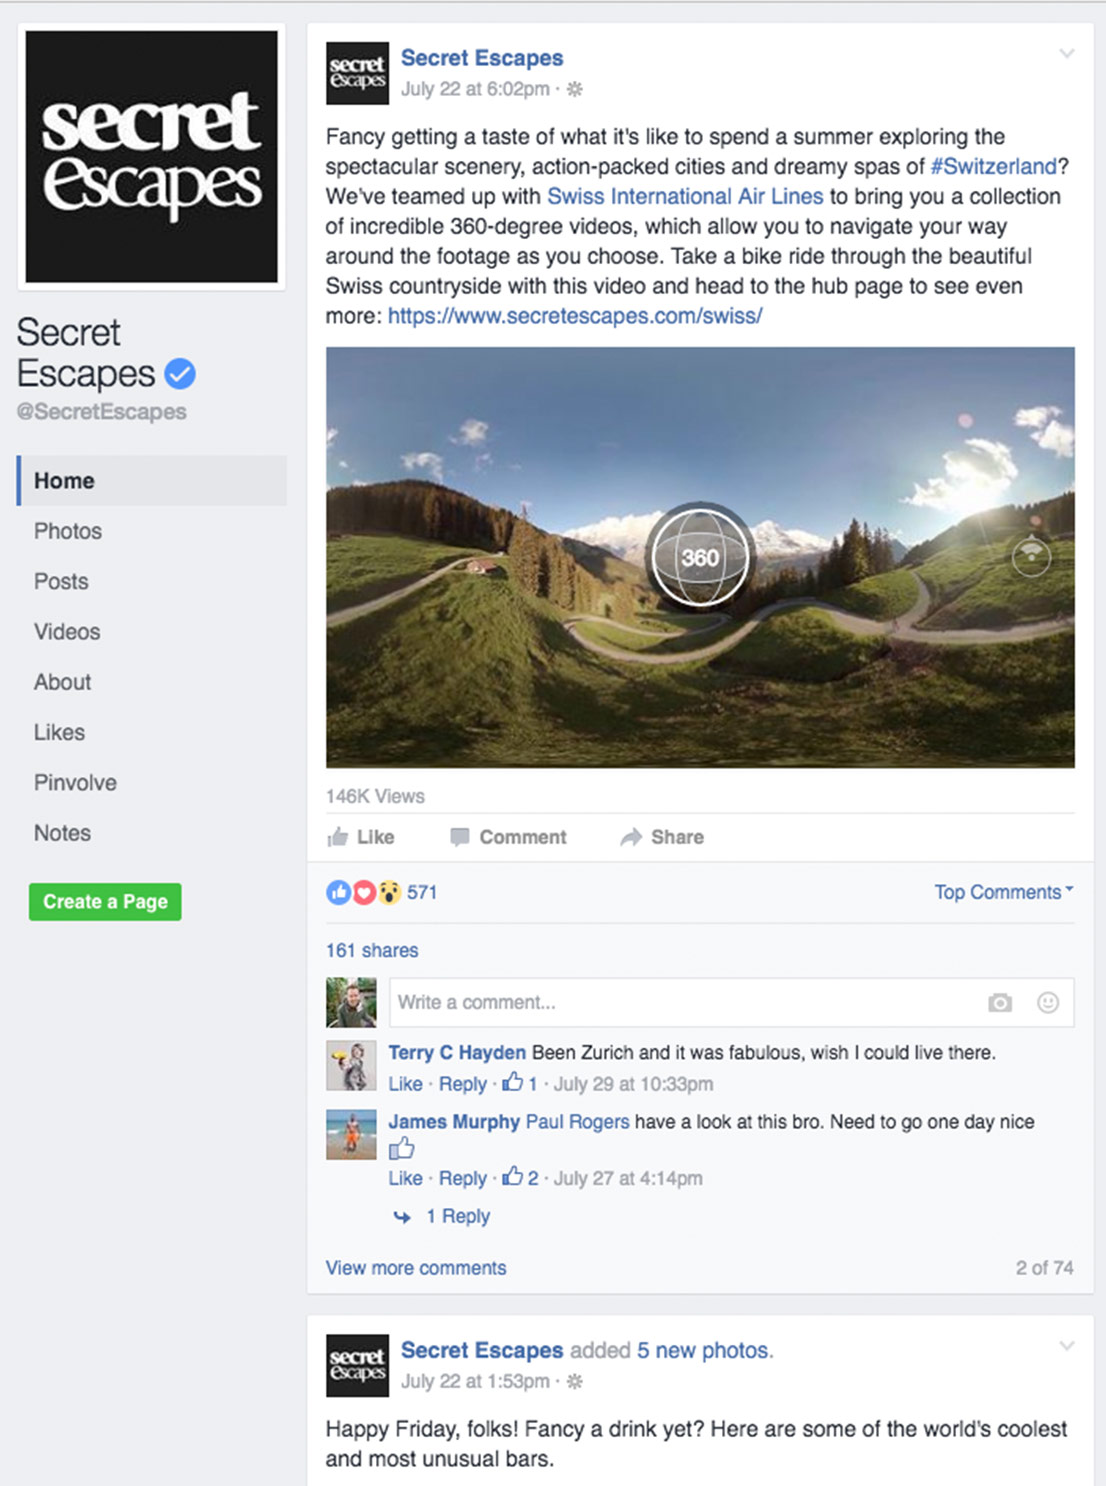 secret
escapes
Secret
Escapes
@SecretEscapes
Home
Photos
Posts
Videos
About
Likes
Pinvolve
Notes
Create a Page
secret
escapes
Secret Escapes
July 22 at 6:02pm ·
Fancy getting a taste of what it's like to spend a summer exploring the
spectacular scenery, action-packed cities and dreamy spas of #Switzerland?
We've teamed up with Swiss International Air Lines to bring you a collection
of incredible 360-degree videos, which allow you to navigate your way
around the footage as you choose. Take a bike ride through the beautiful
Swiss countryside with this video and head to the hub page to see even
more: https://www.secretescapes.com/swiss/
360
146K Views
Like Comment Share
571 Top Comments
161 shares
Write a comment...
Terry C Hayden Been Zurich and it was fabulous, wish I could live there.
Like · Reply · 1 · July 29 at 10:33pm
James Murphy Paul Rogers have a look at this bro. Need to go one day nice
Like · Reply · 2 · July 27 at 4:14pm
1 Reply
View more comments 2 of 74
secret
escapes
Secret Escapes added 5 new photos.
July 22 at 1:53pm ·
Happy Friday, folks! Fancy a drink yet? Here are some of the world's coolest
and most unusual bars.